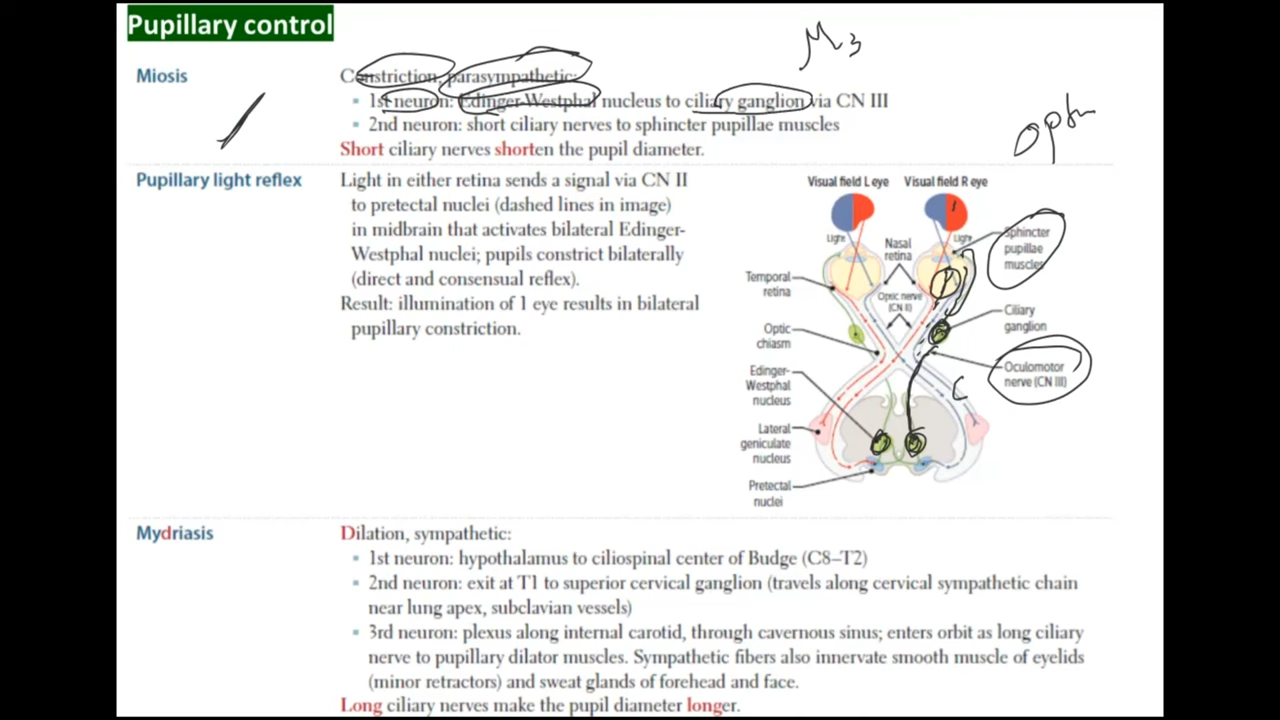 Pupillary control
M3
Miosis
Constriction, parasympathetic:
▪ 1st neuron: Edinger-Westphal nucleus to ciliary ganglion via CN III
▪ 2nd neuron: short ciliary nerves to sphincter pupillae muscles
Short ciliary nerves shorten the pupil diameter.
Pupillary light reflex
Light in either retina sends a signal via CN II
to pretectal nuclei (dashed lines in image)
in midbrain that activates bilateral Edinger-
Westphal nuclei; pupils constrict bilaterally
(direct and consensual reflex).
Result: illumination of 1 eye results in bilateral
pupillary constriction.
Visual field L eye
Visual field R eye
Light
Light
Nasal
retina
Sphincter
pupillae
muscles
Temporal
retina
Optic nerve
(CN II)
Ciliary
ganglion
Optic
chiasm
Oculomotor
nerve (CN III)
Edinger-
Westphal
nucleus
Lateral
geniculate
nucleus
Pretectal
nuclei
Mydriasis
Dilation, sympathetic:
▪ 1st neuron: hypothalamus to ciliospinal center of Budge (C8–T2)
▪ 2nd neuron: exit at T1 to superior cervical ganglion (travels along cervical sympathetic chain
near lung apex, subclavian vessels)
▪ 3rd neuron: plexus along internal carotid, through cavernous sinus; enters orbit as long ciliary
nerve to pupillary dilator muscles. Sympathetic fibers also innervate smooth muscle of eyelids
(minor retractors) and sweat glands of forehead and face.
Long ciliary nerves make the pupil diameter longer.